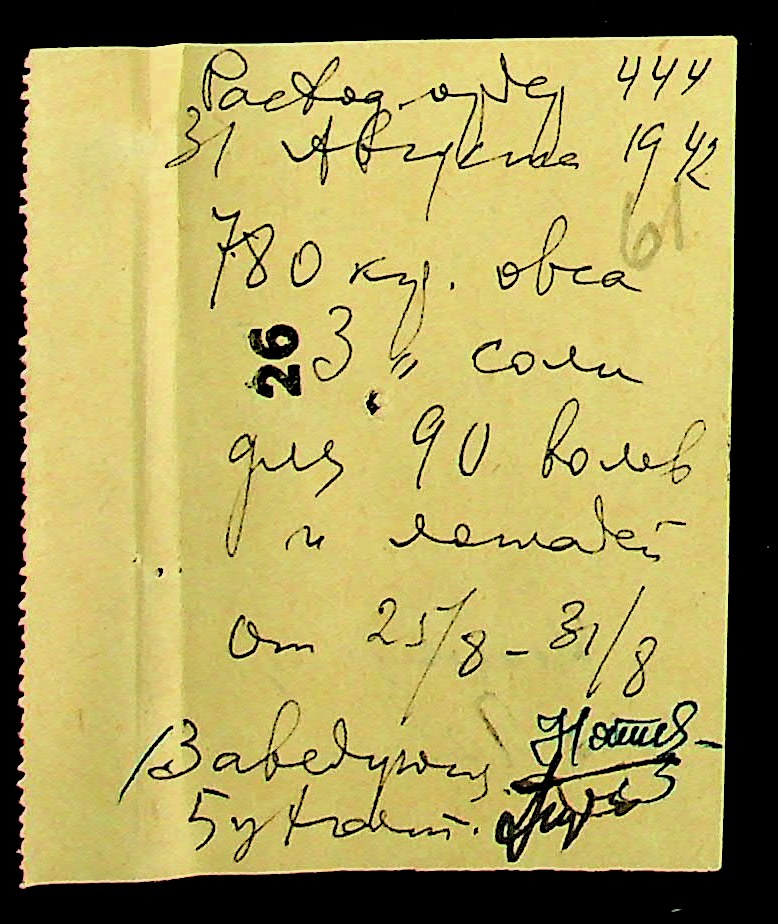 Расход. ордер 444
31 Августа 1942
61
780 кг. овса
26
3 " соли
для 90 волов
и лошадей
От 25/8 - 31/8
Заведующ.
Бухгалт.